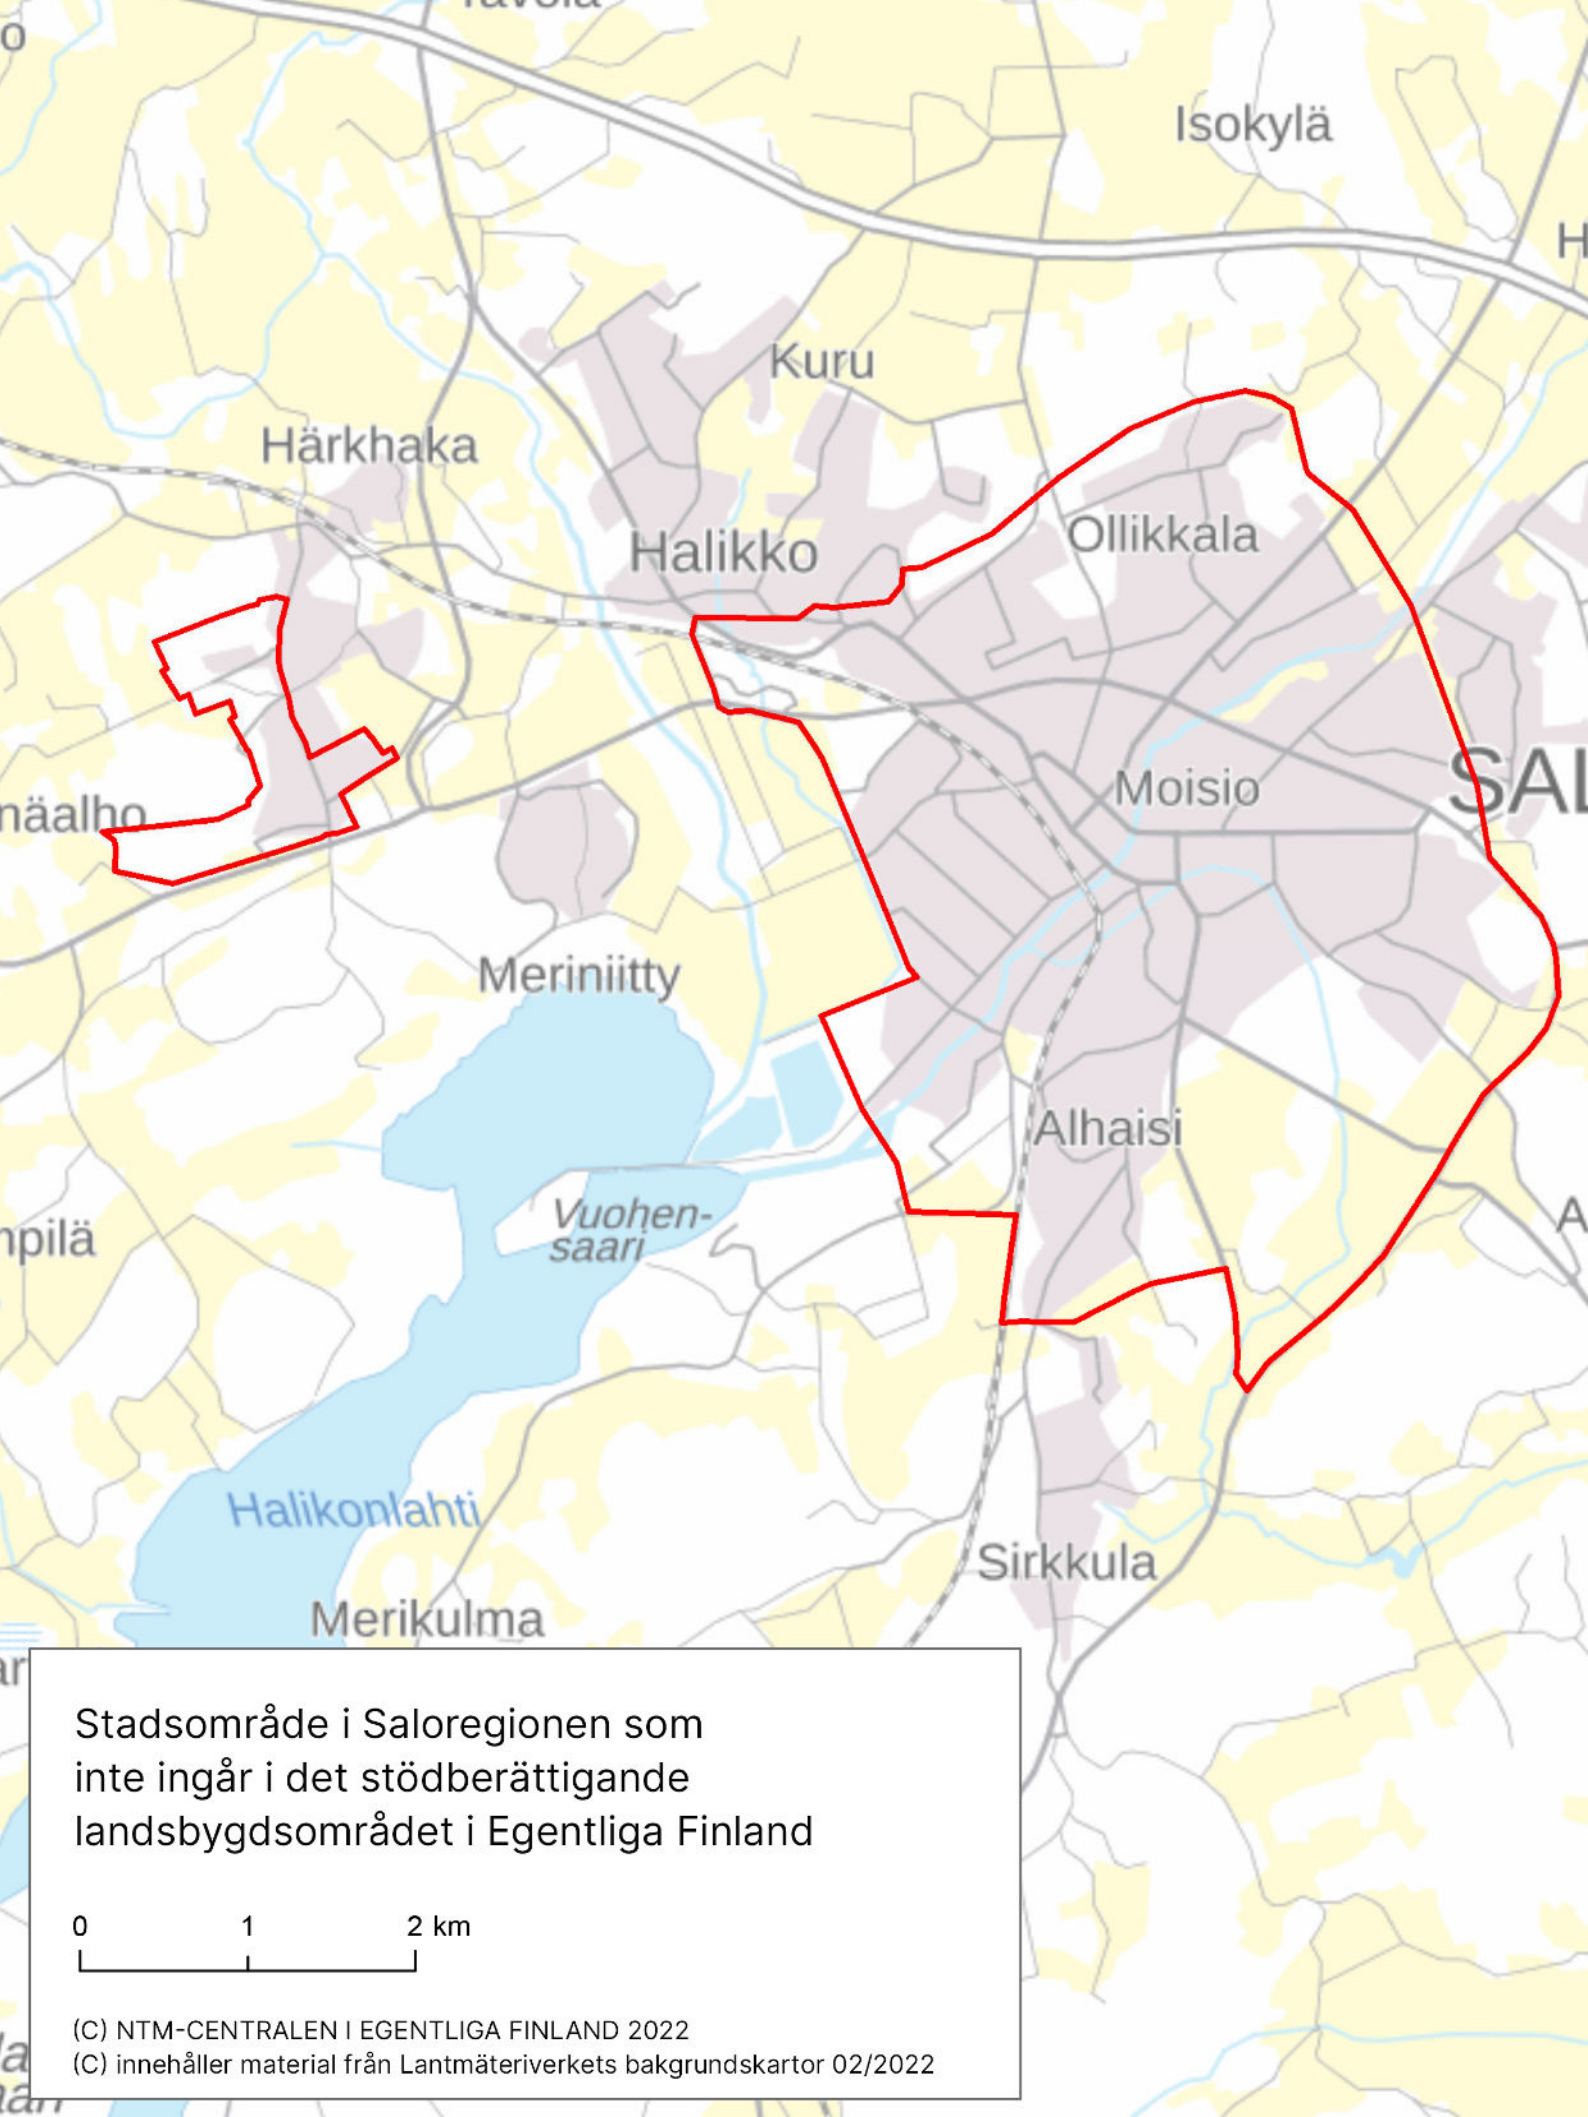 Isokylä
Kuru
Härkhaka
Halikko
Ollikkala
Moisio
Meriniitty
Alhaisi
Vuohen-
saari
Halikonlahti
Sirkkula
Merikulma
Stadsområde i Saloregionen som
inte ingår i det stödberättigande
landsbygdsområdet i Egentliga Finland
0 1 2 km
(C) NTM-CENTRALEN I EGENTLIGA FINLAND 2022
(C) innehåller material från Lantmäteriverkets bakgrundskartor 02/2022